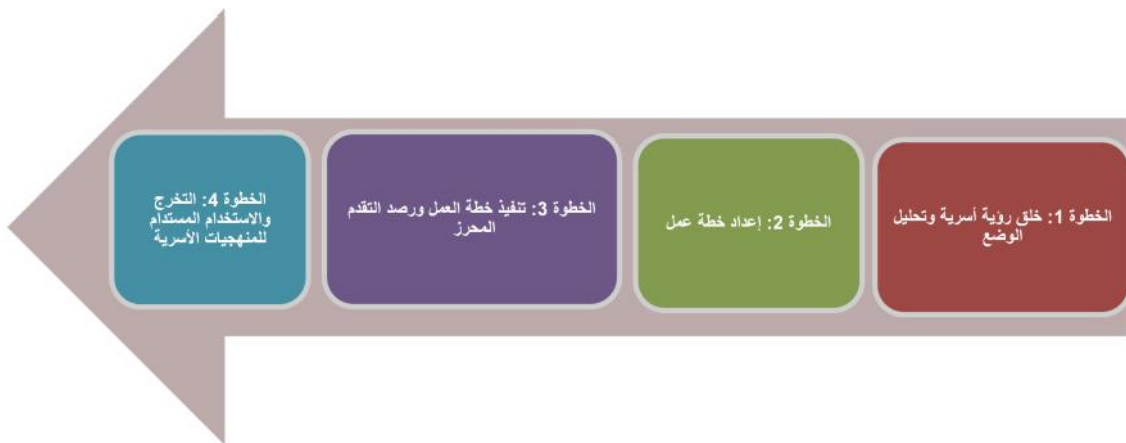 الخطوة 1: خلق رؤية أسرية وتحليل
الوضع
الخطوة 2: إعداد خطة عمل
الخطوة 3: تنفيذ خطة العمل ورصد التقدم
المحرز
الخطوة 4: التخرج
والاستخدام المستدام
للمنهجيات الأسرية